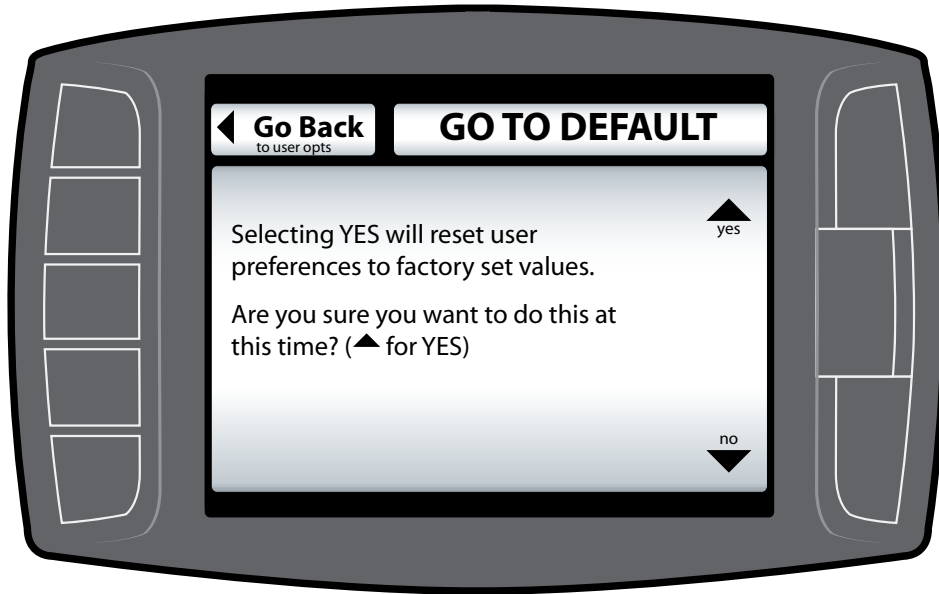 Go Back
to user opts
GO TO DEFAULT
yes
Selecting YES will reset user
preferences to factory set values.
Are you sure you want to do this at
this time? (▲ for YES)
no